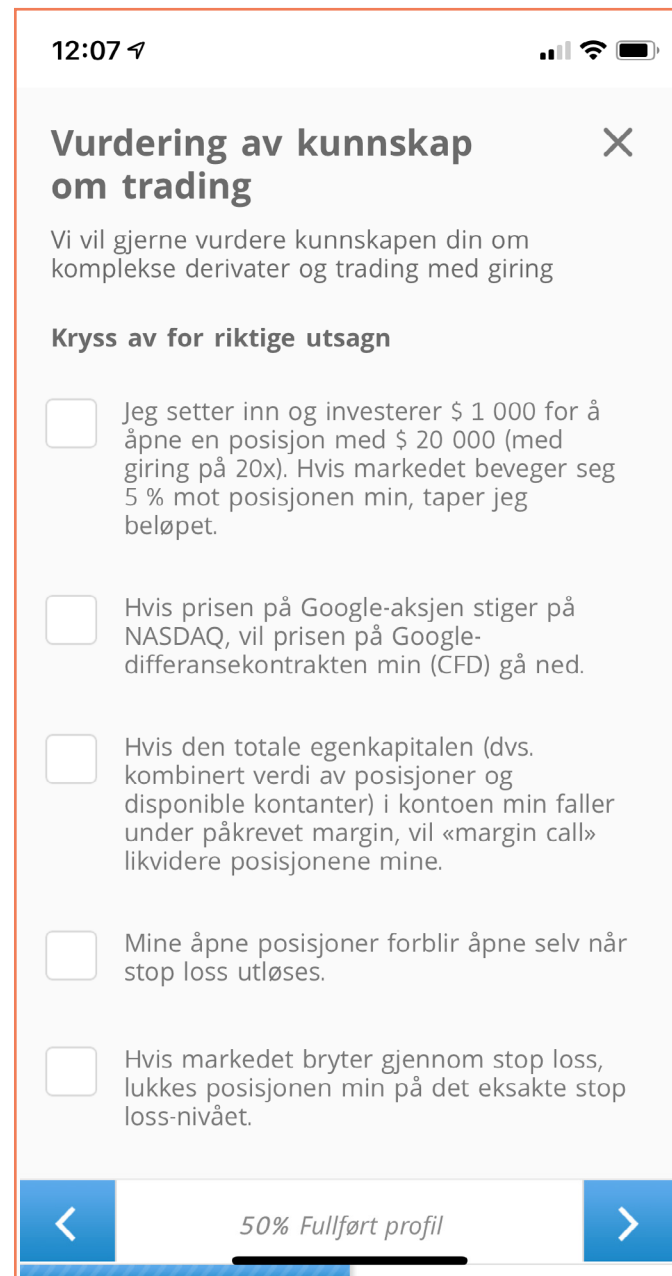 12:07
Vurdering av kunnskap
om trading
Vi vil gjerne vurdere kunnskapen din om
komplekse derivater og trading med giring
Kryss av for riktige utsagn
Jeg setter inn og investerer $ 1 000 for å
åpne en posisjon med $ 20 000 (med
giring på 20x). Hvis markedet beveger seg
5 % mot posisjonen min, taper jeg
beløpet.
Hvis prisen på Google-aksjen stiger på
NASDAQ, vil prisen på Google-
differansekontrakten min (CFD) gå ned.
Hvis den totale egenkapitalen (dvs.
kombinert verdi av posisjoner og
disponible kontanter) i kontoen min faller
under påkrevet margin, vil «margin call»
likvidere posisjonene mine.
Mine åpne posisjoner forblir åpne selv når
stop loss utløses.
Hvis markedet bryter gjennom stop loss,
lukkes posisjonen min på det eksakte stop
loss-nivået.
50% Fullført profil